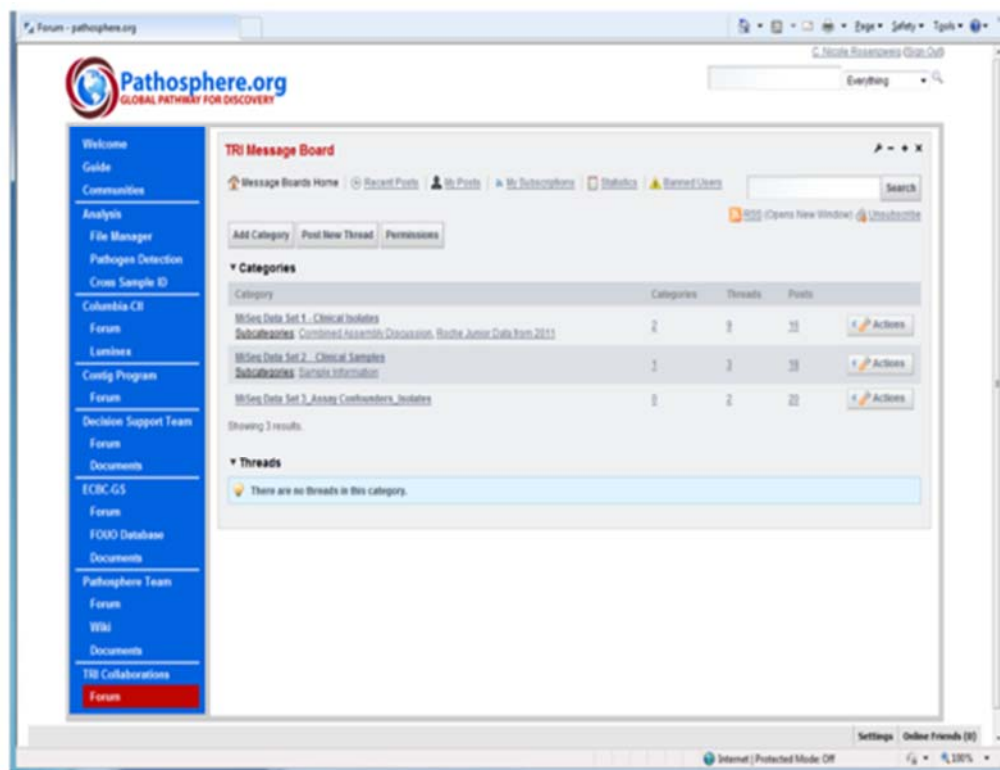 Forum - pathosphere.org
Page Safety Tools
C. Nicole Rosenzweig (Sign Out)
Pathosphere.org
GLOBAL PATHWAY FOR DISCOVERY
Everything
Welcome
Guide
Communities
Analysis
File Manager
Pathogen Detection
Cross Sample ID
Columbia-CII
Forum
Luminex
Contig Program
Forum
Decision Support Team
Forum
Documents
ECBC-GS
Forum
FOUO Database
Documents
Pathosphere Team
Forum
Wiki
Documents
TRI Collaborations
Forum
TRI Message Board
Message Boards Home Recent Posts My Posts My Subscriptions Statistics Banned Users
Search
RSS (Opens New Window) Unsubscribe
Add Category Post New Thread Permissions
Categories
Category Categories Threads Posts
MiSeq Data Set 1 - Clinical Isolates
Subcategories: Combined Assembly Discussion, Roche Junior Data from 2011
2 9 Actions
MiSeq Data Set 2 Clinical Samples
Subcategories: Sample Information
1 3 Actions
MiSeq Data Set 3_Assay Confounders_Isolates
0 2 20 Actions
Showing 3 results.
Threads
There are no threads in this category.
Settings Online Friends (0)
Internet | Protected Mode: Off 100%